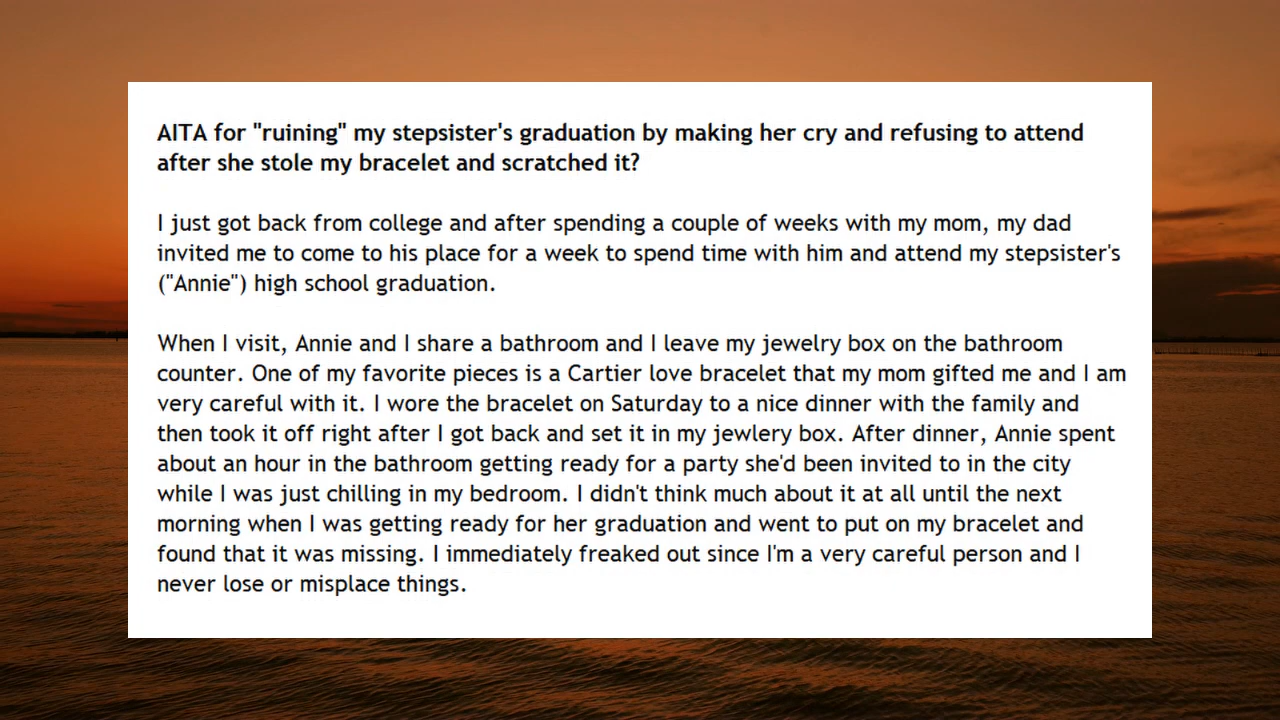 AITA for "ruining" my stepsister's graduation by making her cry and refusing to attend
after she stole my bracelet and scratched it?
I just got back from college and after spending a couple of weeks with my mom, my dad
invited me to come to his place for a week to spend time with him and attend my stepsister's
("Annie") high school graduation.
When I visit, Annie and I share a bathroom and I leave my jewelry box on the bathroom
counter. One of my favorite pieces is a Cartier love bracelet that my mom gifted me and I am
very careful with it. I wore the bracelet on Saturday to a nice dinner with the family and
then took it off right after I got back and set it in my jewlery box. After dinner, Annie spent
about an hour in the bathroom getting ready for a party she'd been invited to in the city
while I was just chilling in my bedroom. I didn't think much about it at all until the next
morning when I was getting ready for her graduation and went to put on my bracelet and
found that it was missing. I immediately freaked out since I'm a very careful person and I
never lose or misplace things.